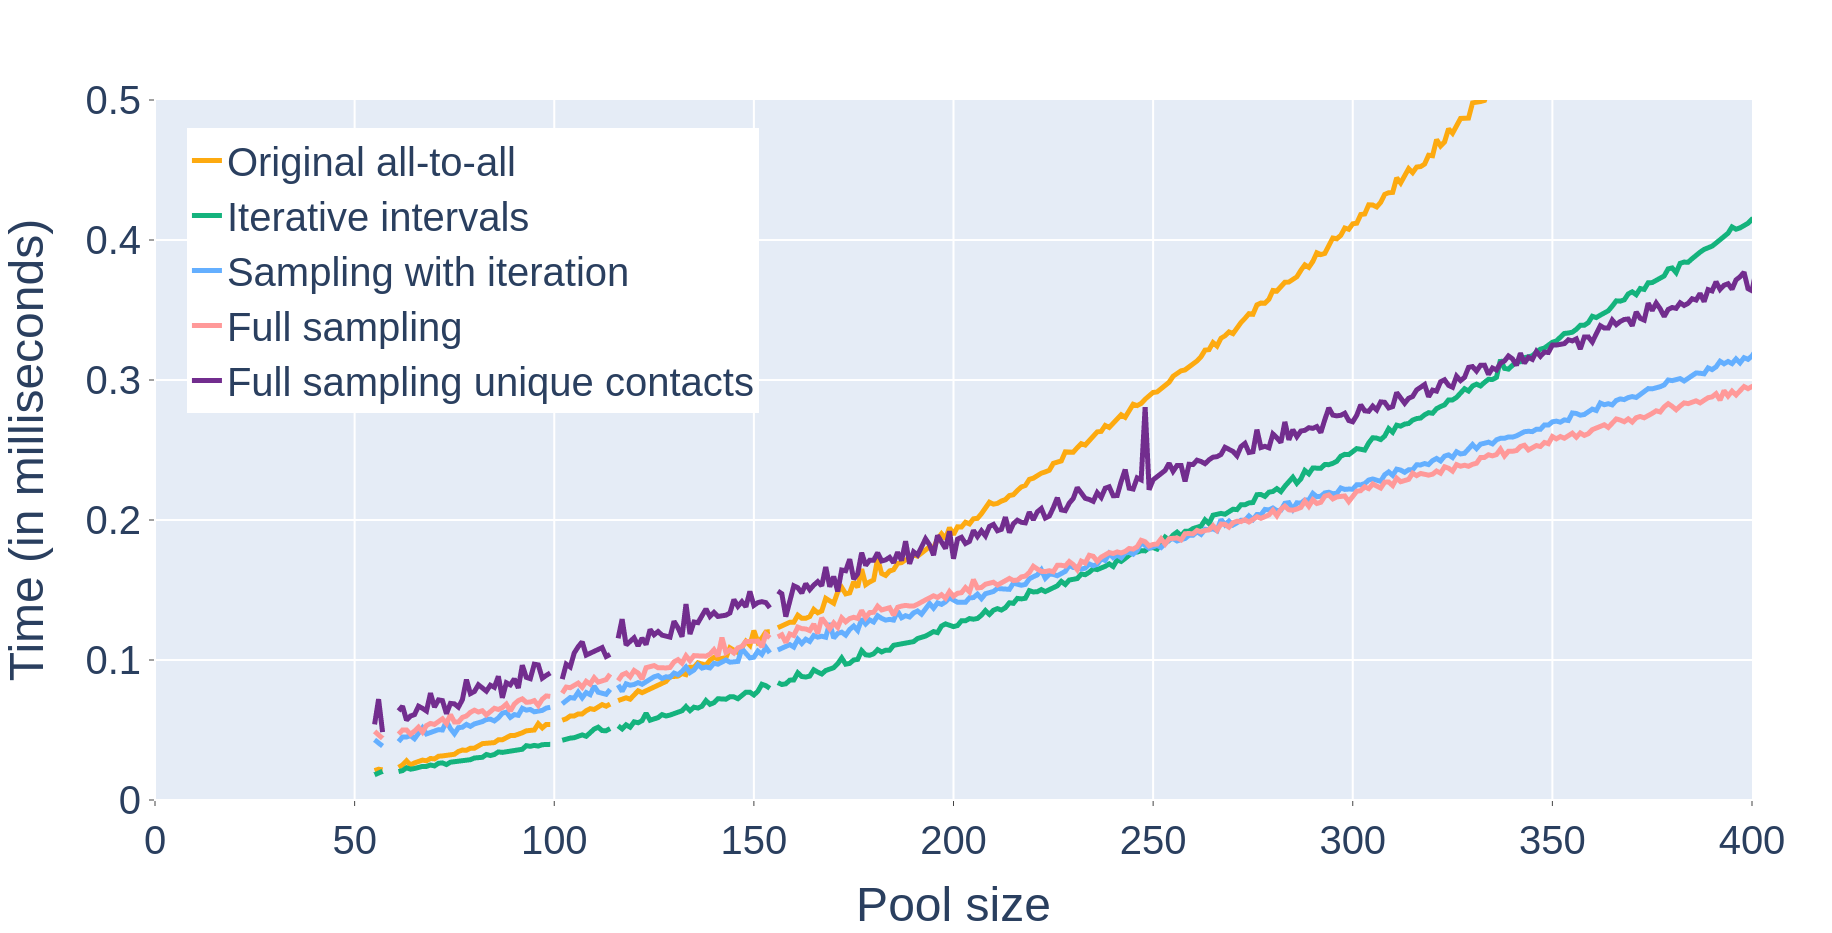 0.5
0.4
0.3
0.2
0.1
0
Time (in milliseconds)
Original all-to-all
Iterative intervals
Sampling with iteration
Full sampling
Full sampling unique contacts
0 50 100 150 200 250 300 350 400
Pool size